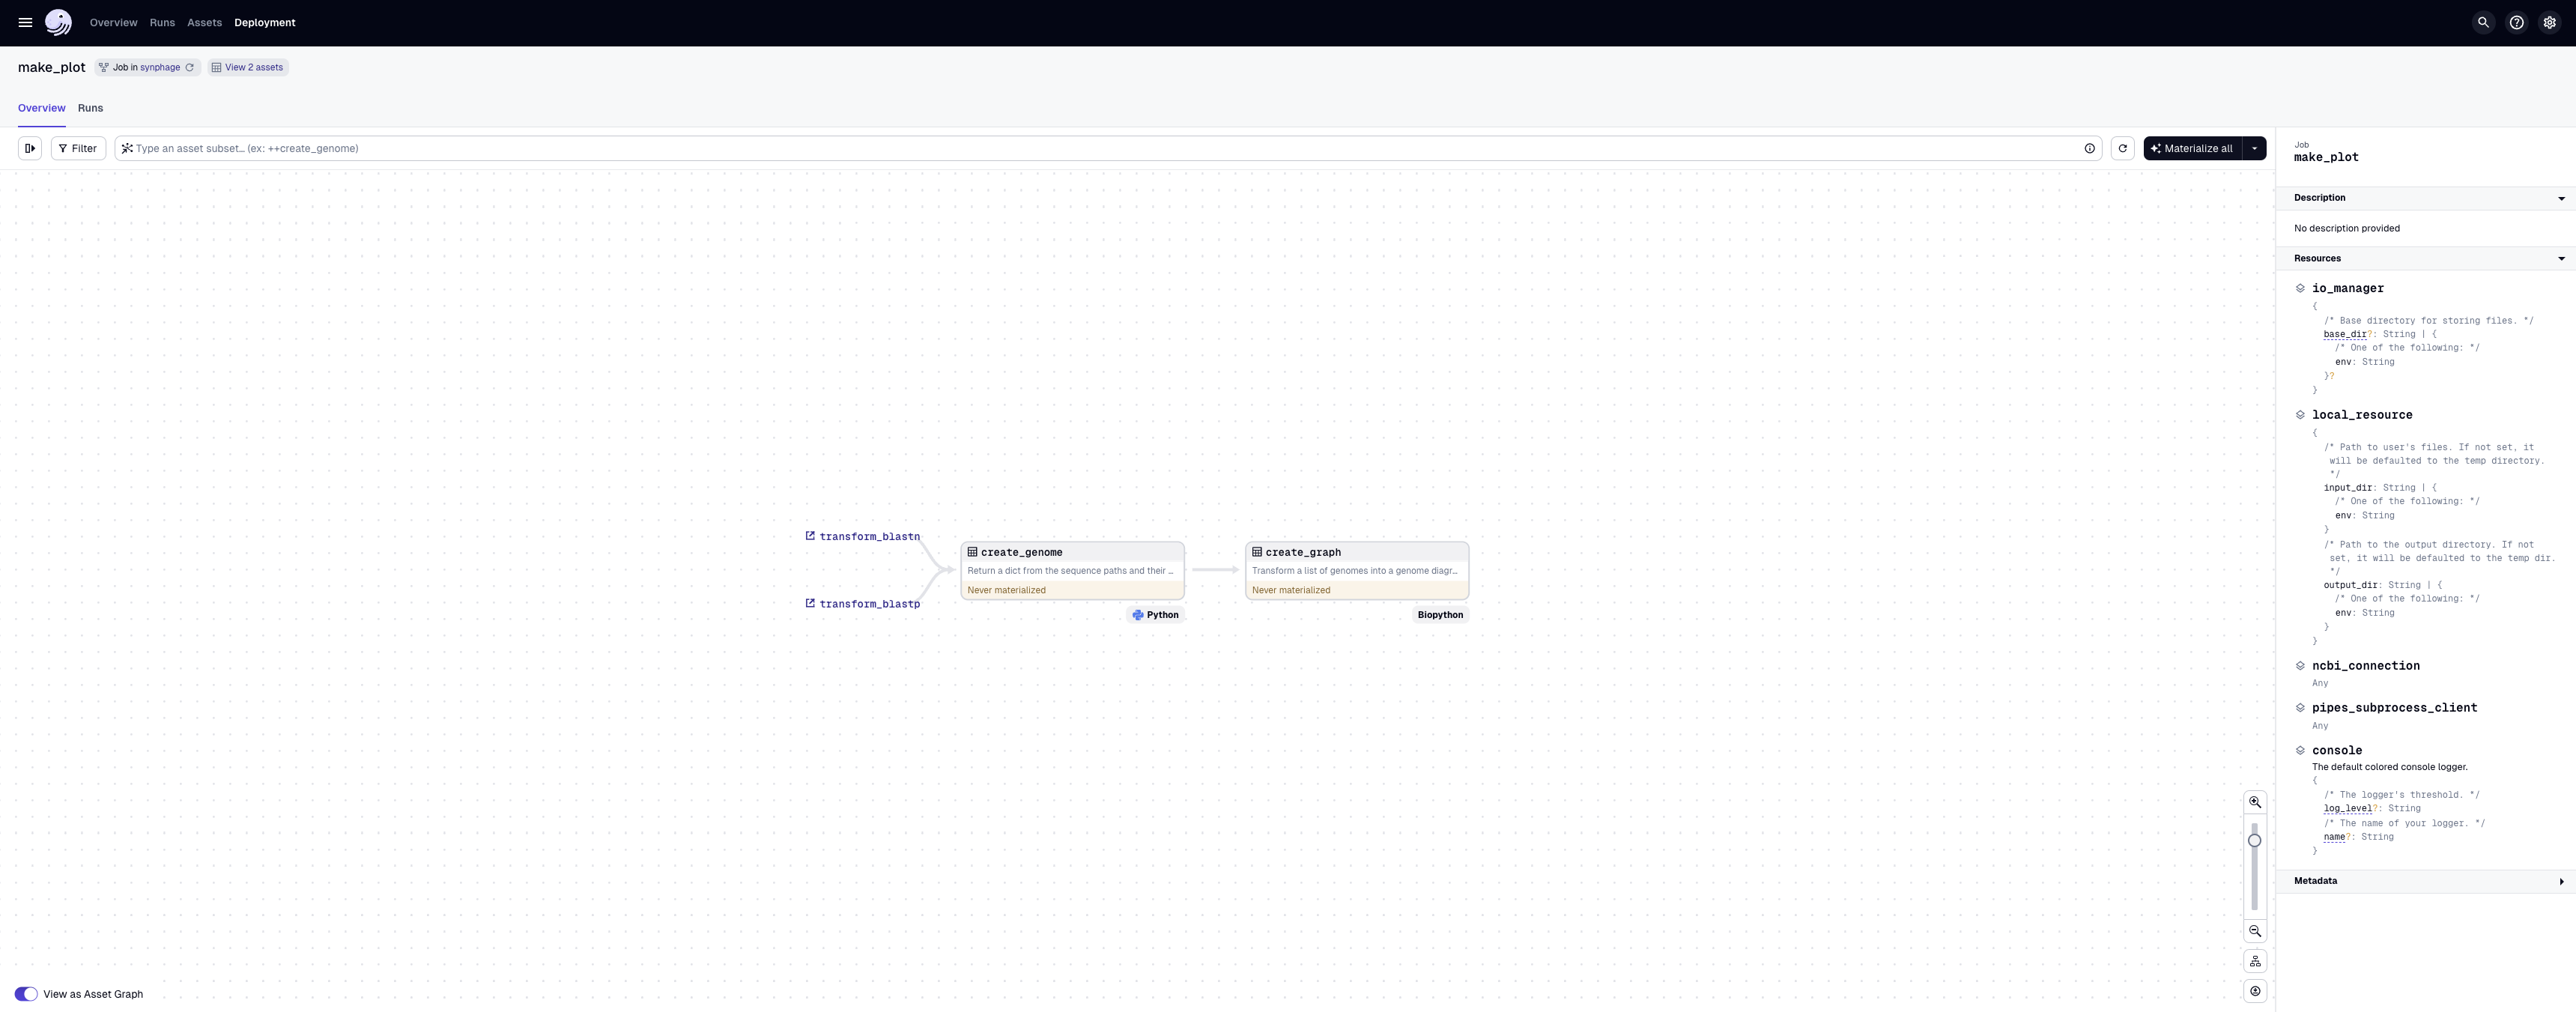 Overview Runs Assets Deployment
make_plot Job in synphage View 2 assets
Overview Runs
Filter Type an asset subset... (ex: ++create_genome) Materialize all
transform_blastn
transform_blastp
create_genome
Return a dict from the sequence paths and their ...
Never materialized
Python
create_graph
Transform a list of genomes into a genome diagr...
Never materialized
Biopython
View as Asset Graph
Job
make_plot
Description
No description provided
Resources
io_manager
{
/* Base directory for storing files. */
base_dir?: String | {
/* One of the following: */
env: String
}?
}
local_resource
{
/* Path to user's files. If not set, it
will be defaulted to the temp directory.
*/
input_dir: String | {
/* One of the following: */
env: String
}
/* Path to the output directory. If not
set, it will be defaulted to the temp dir.
*/
output_dir: String | {
/* One of the following: */
env: String
}
}
ncbi_connection
Any
pipes_subprocess_client
Any
console
The default colored console logger.
{
/* The logger's threshold. */
log_level?: String
/* The name of your logger. */
name?: String
}
Metadata